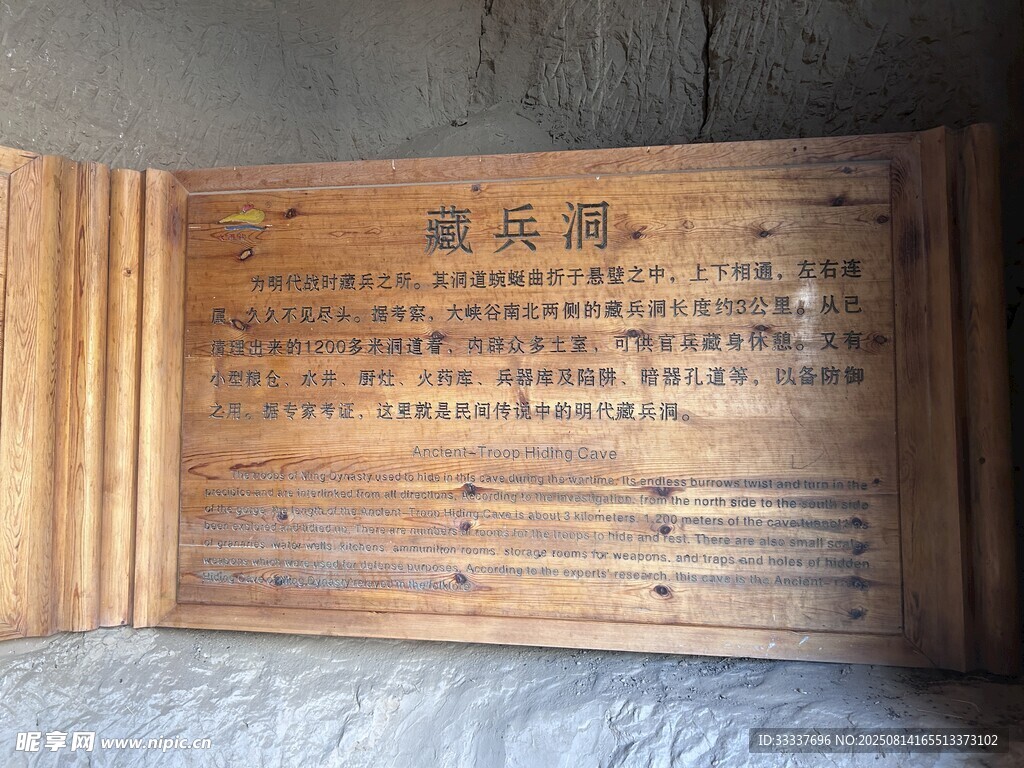 藏兵洞
为明代战时藏兵之所。其洞道蜿蜒曲折于悬壁之中，上下相通，左右连
属，久久不见尽头。据考察，大峡谷南北两侧的藏兵洞长度约3公里。从已
清理出来的1200多米洞道看，内群众多土室，可供官兵藏身休憩。又有
小型粮仓、水井、厨灶、火药库、兵器库及陷阱、暗器孔道等，以备防御
之用。据专家考证，这里就是民间传说中的明代藏兵洞。
Ancient-Troop Hiding Cave
The troops of Ming Dynasty used to hide in this cave during the wartime. Its endless burrows twist and turn in the
precipice and are interlinked from all directions. According to the investigation, from the north side to the south side
of the gorge, the length of the Ancient-Troop Hiding Cave is about 3 kilometers. 1,200 meters of the cave tunnel has
been explored and tidied up. There are numbers of rooms for the troops to hide and rest. There are also small scale
of granaries, water wells, kitchens, ammunition rooms, storage rooms for weapons, and traps and holes of hidden
weapons which were used for defense purposes. According to the experts' research, this cave is the Ancient-
Hiding Cave of Ming Dynasty relayed in the folklore.
昵享网 www.nipic.cn
ID:33337696 NO:20250814165513373102